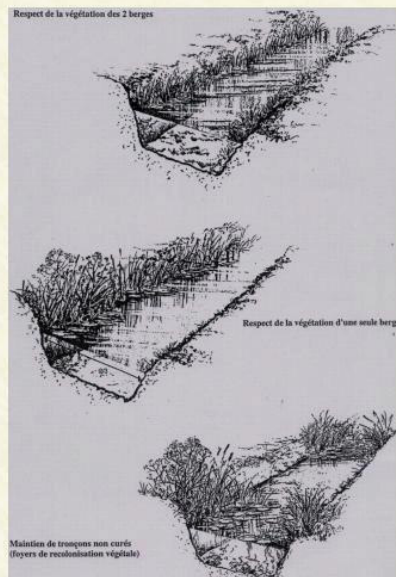 Respect de la végétation des 2 berges
Respect de la végétation d'une seule berg
Maintien de tronçons non curés
(foyers de recolonisation végétale)